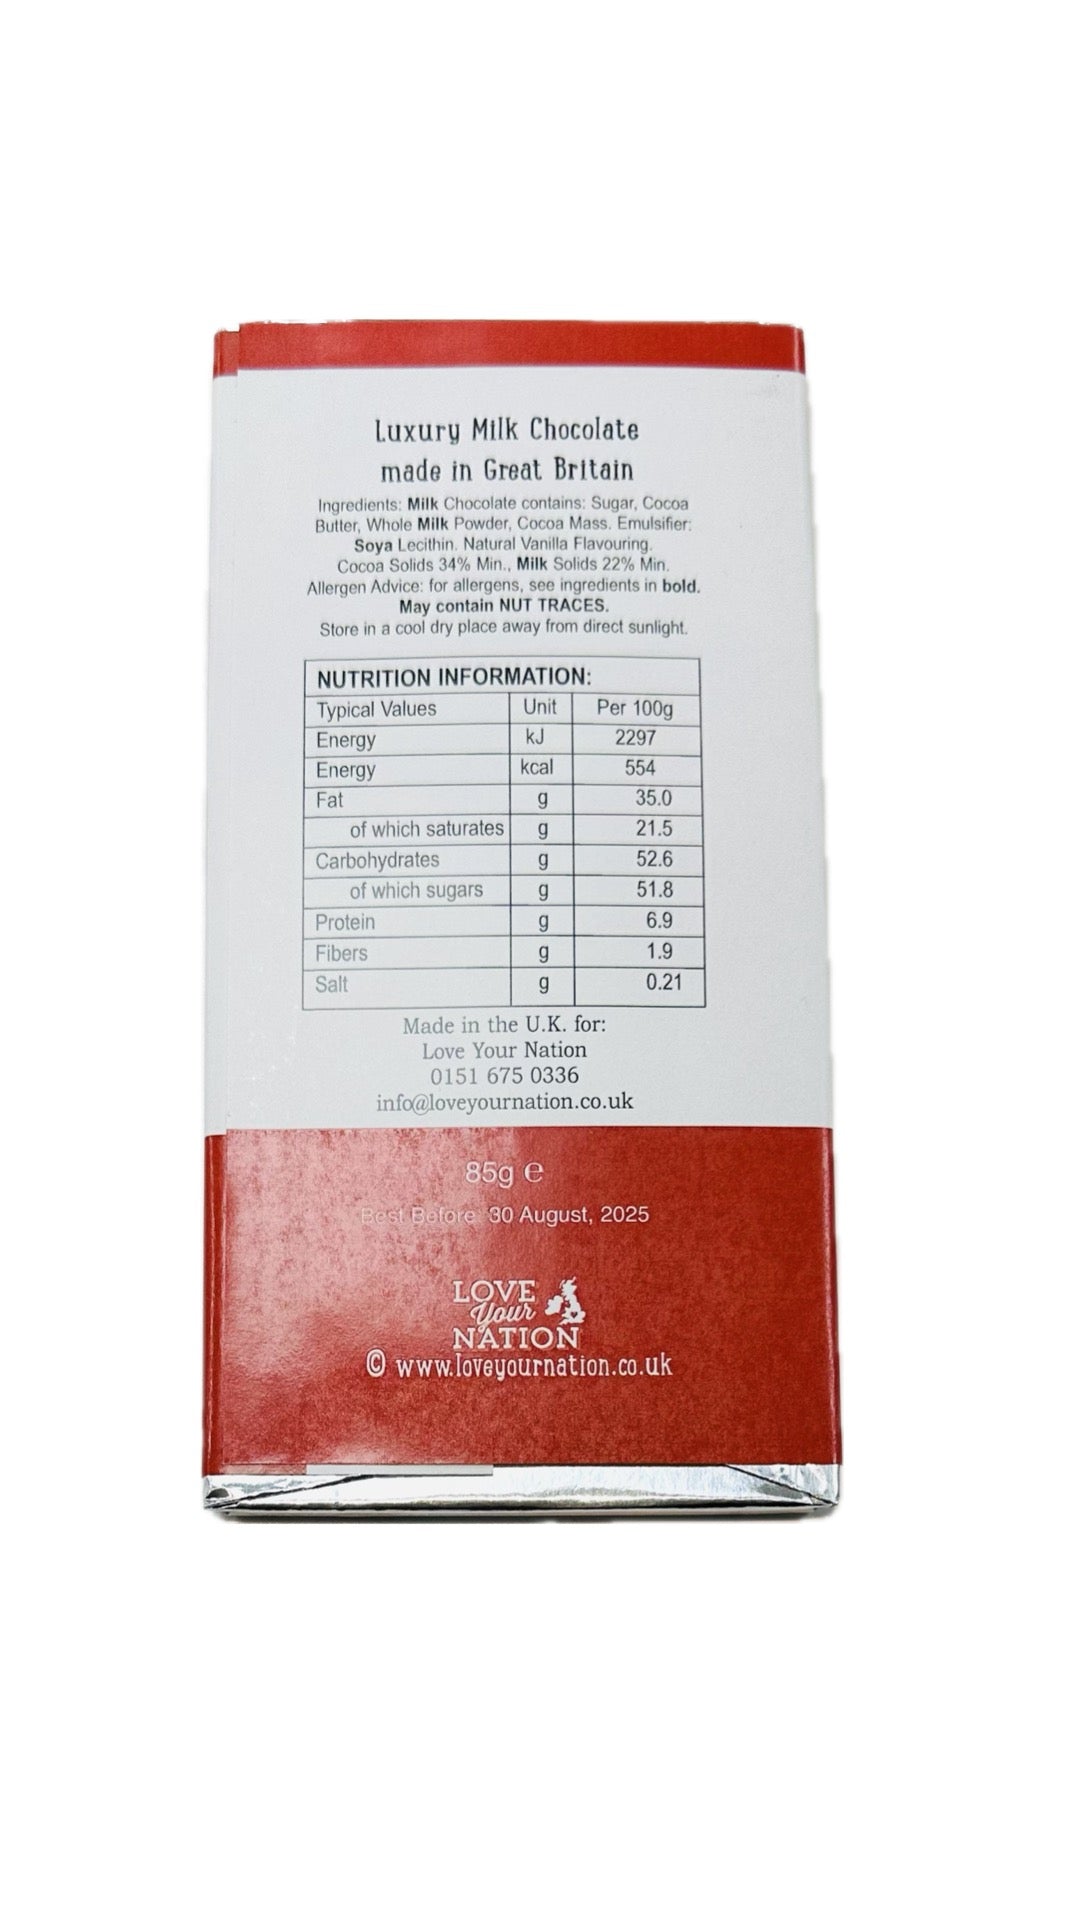 Luxury Milk Chocolate
made in Great Britain
Ingredients: Milk Chocolate contains: Sugar, Cocoa
Butter, Whole Milk Powder, Cocoa Mass. Emulsifier:
Soya Lecithin. Natural Vanilla Flavouring.
Cocoa Solids 34% Min., Milk Solids 22% Min.
Allergen Advice: for allergens, see ingredients in bold.
May contain NUT TRACES.
Store in a cool dry place away from direct sunlight.
NUTRITION INFORMATION:
Typical Values Unit Per 100g
Energy kJ 2297
Energy kcal 554
Fat g 35.0
of which saturates g 21.5
Carbohydrates g 52.6
of which sugars g 51.8
Protein g 6.9
Fibers g 1.9
Salt g 0.21
Made in the U.K. for:
Love Your Nation
0151 675 0336
info@loveyournation.co.uk
85g ℮
Best Before: 30 August, 2025
LOVE
Your
NATION
© www.loveyournation.co.uk